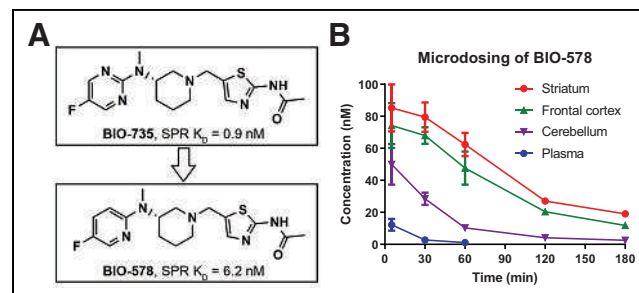 A
N
N
N
N
N
S
NH
O
F
BIO-735, SPR KD = 0.9 nM
N
N
N
N
S
NH
O
F
BIO-578, SPR KD = 6.2 nM
B
Microdosing of BIO-578
Striatum
Frontal cortex
Cerebellum
Plasma
Concentration (nM)
100
80
60
40
20
0
0 30 60 90 120 150 180
Time (min)